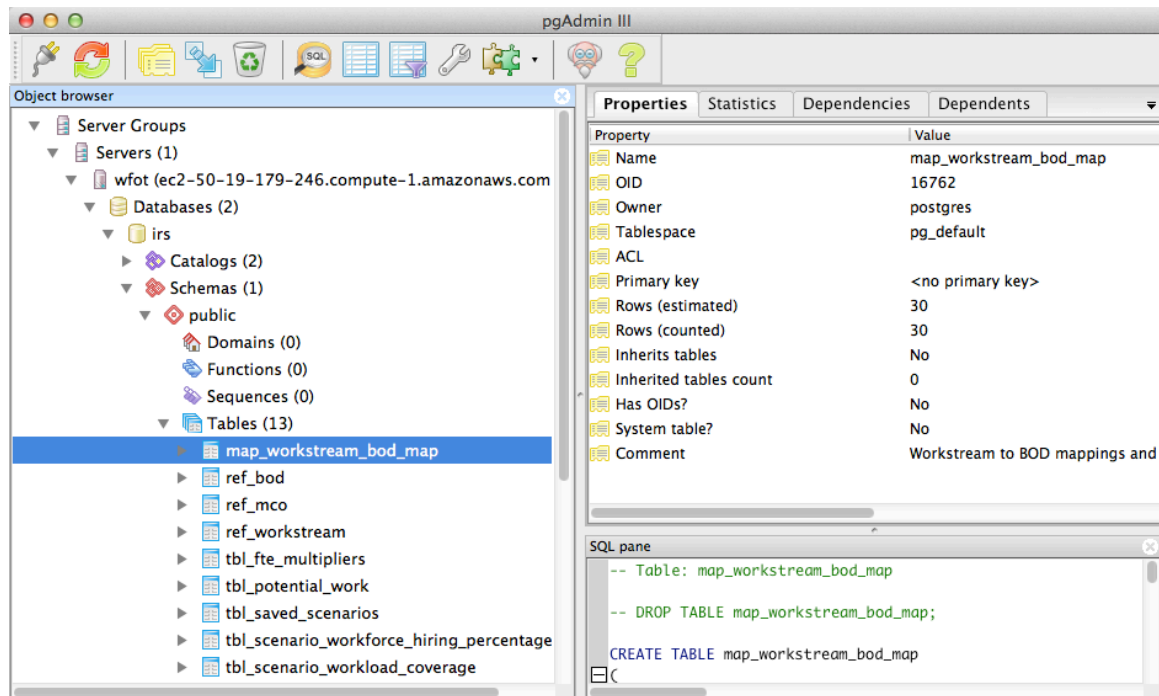 pgAdmin III
SQL
Object browser
Server Groups
Servers (1)
wfot (ec2-50-19-179-246.compute-1.amazonaws.com
Databases (2)
irs
Catalogs (2)
Schemas (1)
public
Domains (0)
Functions (0)
Sequences (0)
Tables (13)
map_workstream_bod_map
ref_bod
ref_mco
ref_workstream
tbl_fte_multipliers
tbl_potential_work
tbl_saved_scenarios
tbl_scenario_workforce_hiring_percentage
tbl_scenario_workload_coverage
Properties Statistics Dependencies Dependents
Property Value
Name map_workstream_bod_map
OID 16762
Owner postgres
Tablespace pg_default
ACL
Primary key <no primary key>
Rows (estimated) 30
Rows (counted) 30
Inherits tables No
Inherited tables count 0
Has OIDs? No
System table? No
Comment Workstream to BOD mappings and
SQL pane
-- Table: map_workstream_bod_map
-- DROP TABLE map_workstream_bod_map;
CREATE TABLE map_workstream_bod_map
(